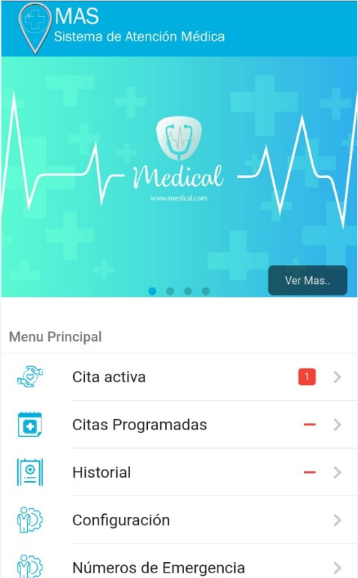 MAS
Sistema de Atención Médica
Medical
www.medical.com
Ver Mas..
Menu Principal
Cita activa
1
Citas Programadas
Historial
Configuración
Números de Emergencia